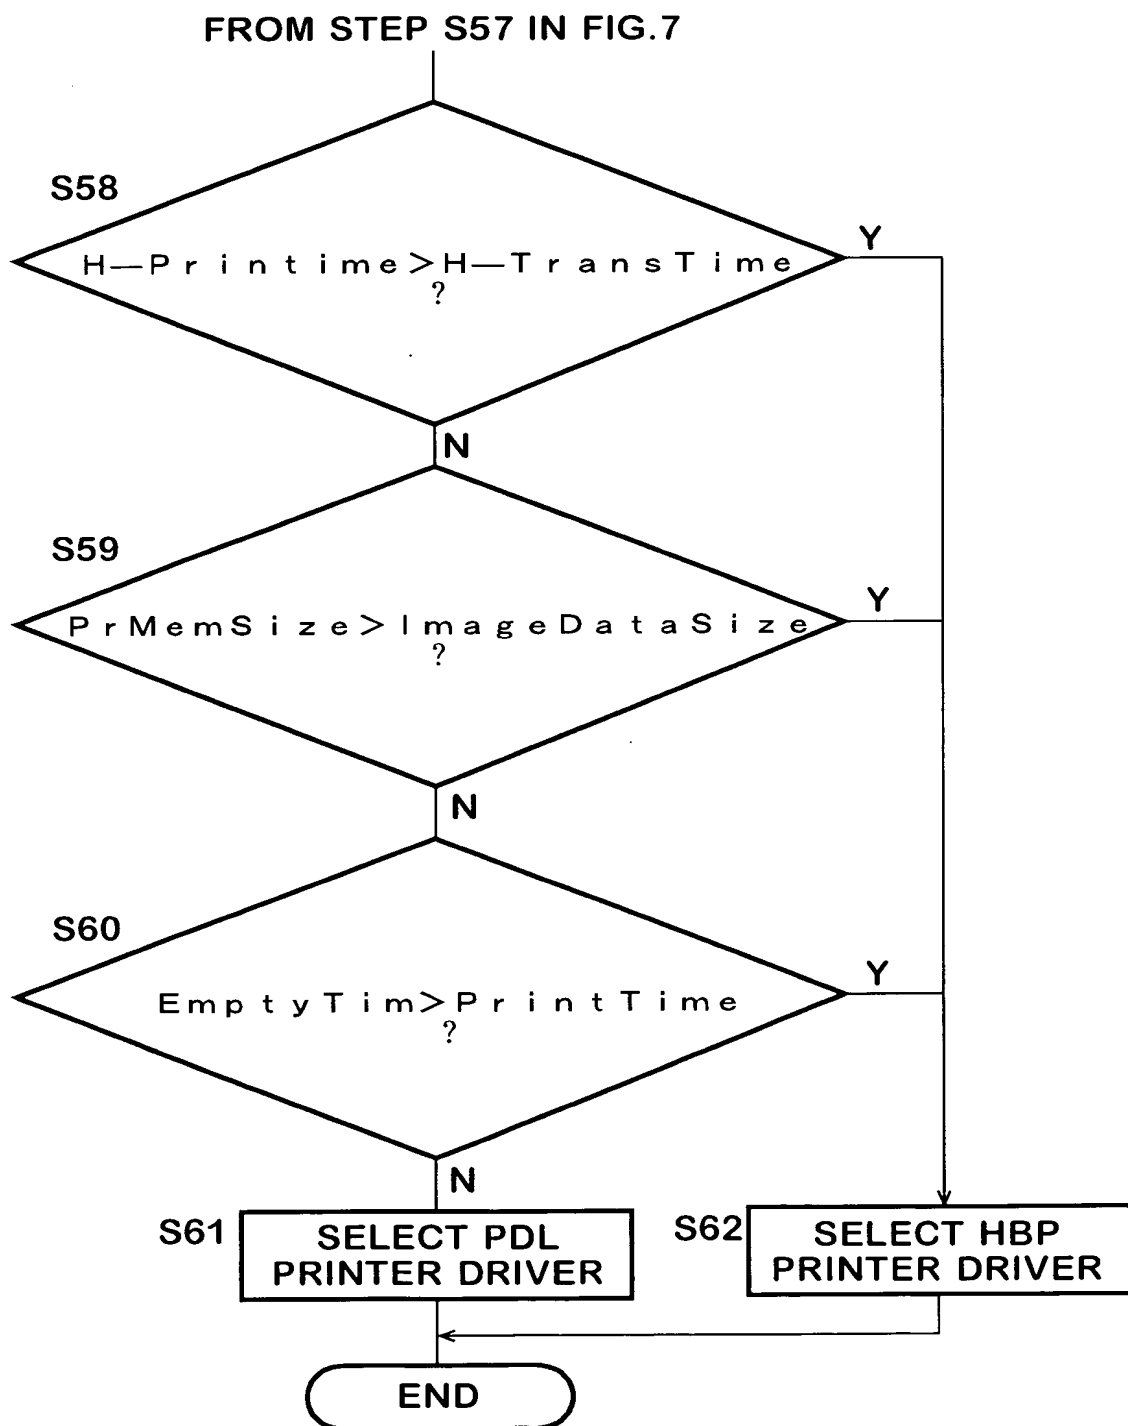 FROM STEP S57 IN FIG.7
S58
Y
H—Printime>H—TransTime
?
N
S59
Y
PrMemSize>ImageDataSize
?
N
S60
Y
EmptyTim>PrintTime
?
N
S61
SELECT PDL
PRINTER DRIVER
S62
SELECT HBP
PRINTER DRIVER
END